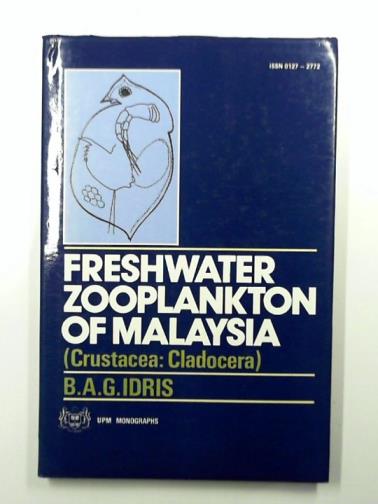 ISSN 0127 - 2772
FRESHWATER
ZOOPLANKTON
OF MALAYSIA
(Crustacea: Cladocera)
B.A.G.IDRIS
UPM MONOGRAPHS